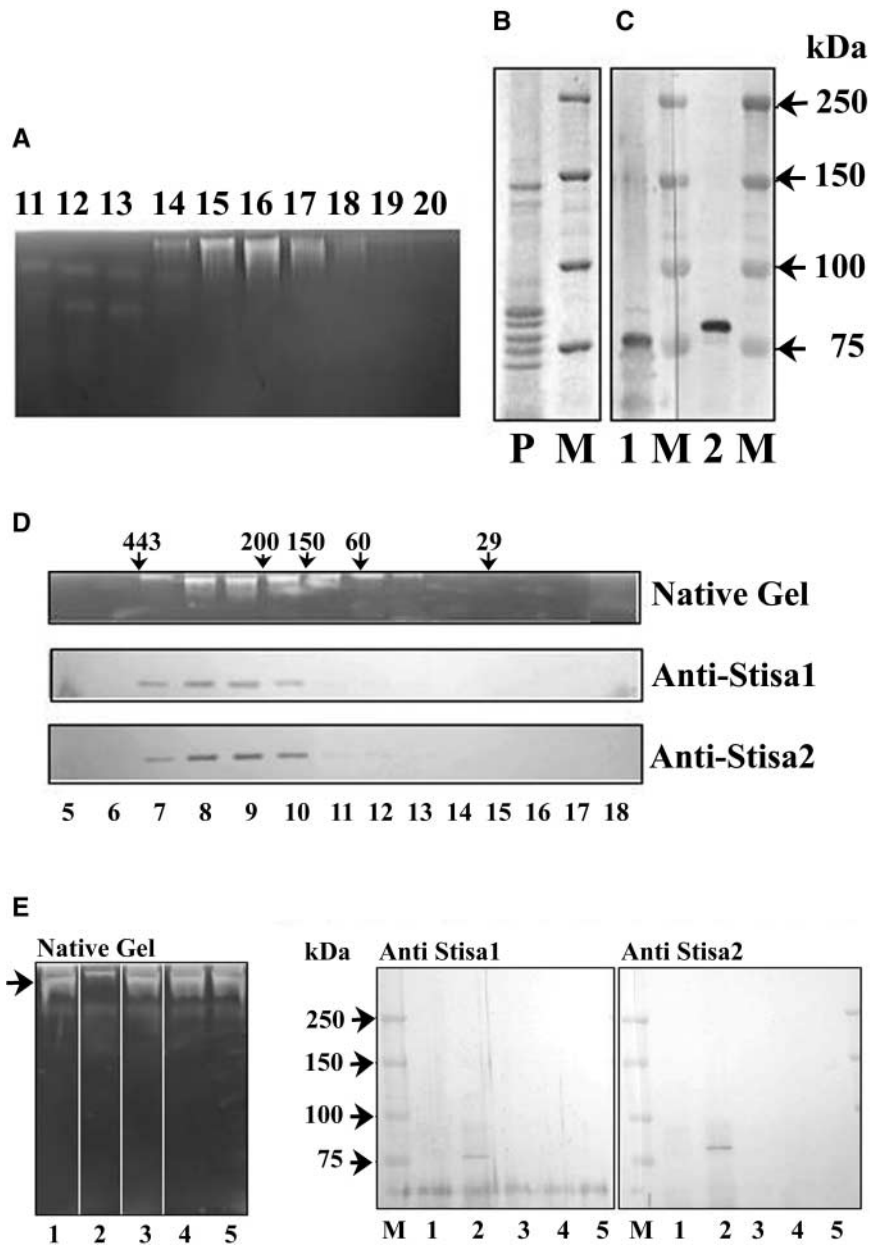 A
11 12 13 14 15 16 17 18 19 20
B
P M
C
kDa
250
150
100
75
1 M 2 M
D
443 200 150 60 29
Native Gel
Anti-Stisa1
Anti-Stisa2
5 6 7 8 9 10 11 12 13 14 15 16 17 18
E
Native Gel
1 2 3 4 5
kDa
250
150
100
75
Anti Stisa1
M 1 2 3 4 5
Anti Stisa2
M 1 2 3 4 5